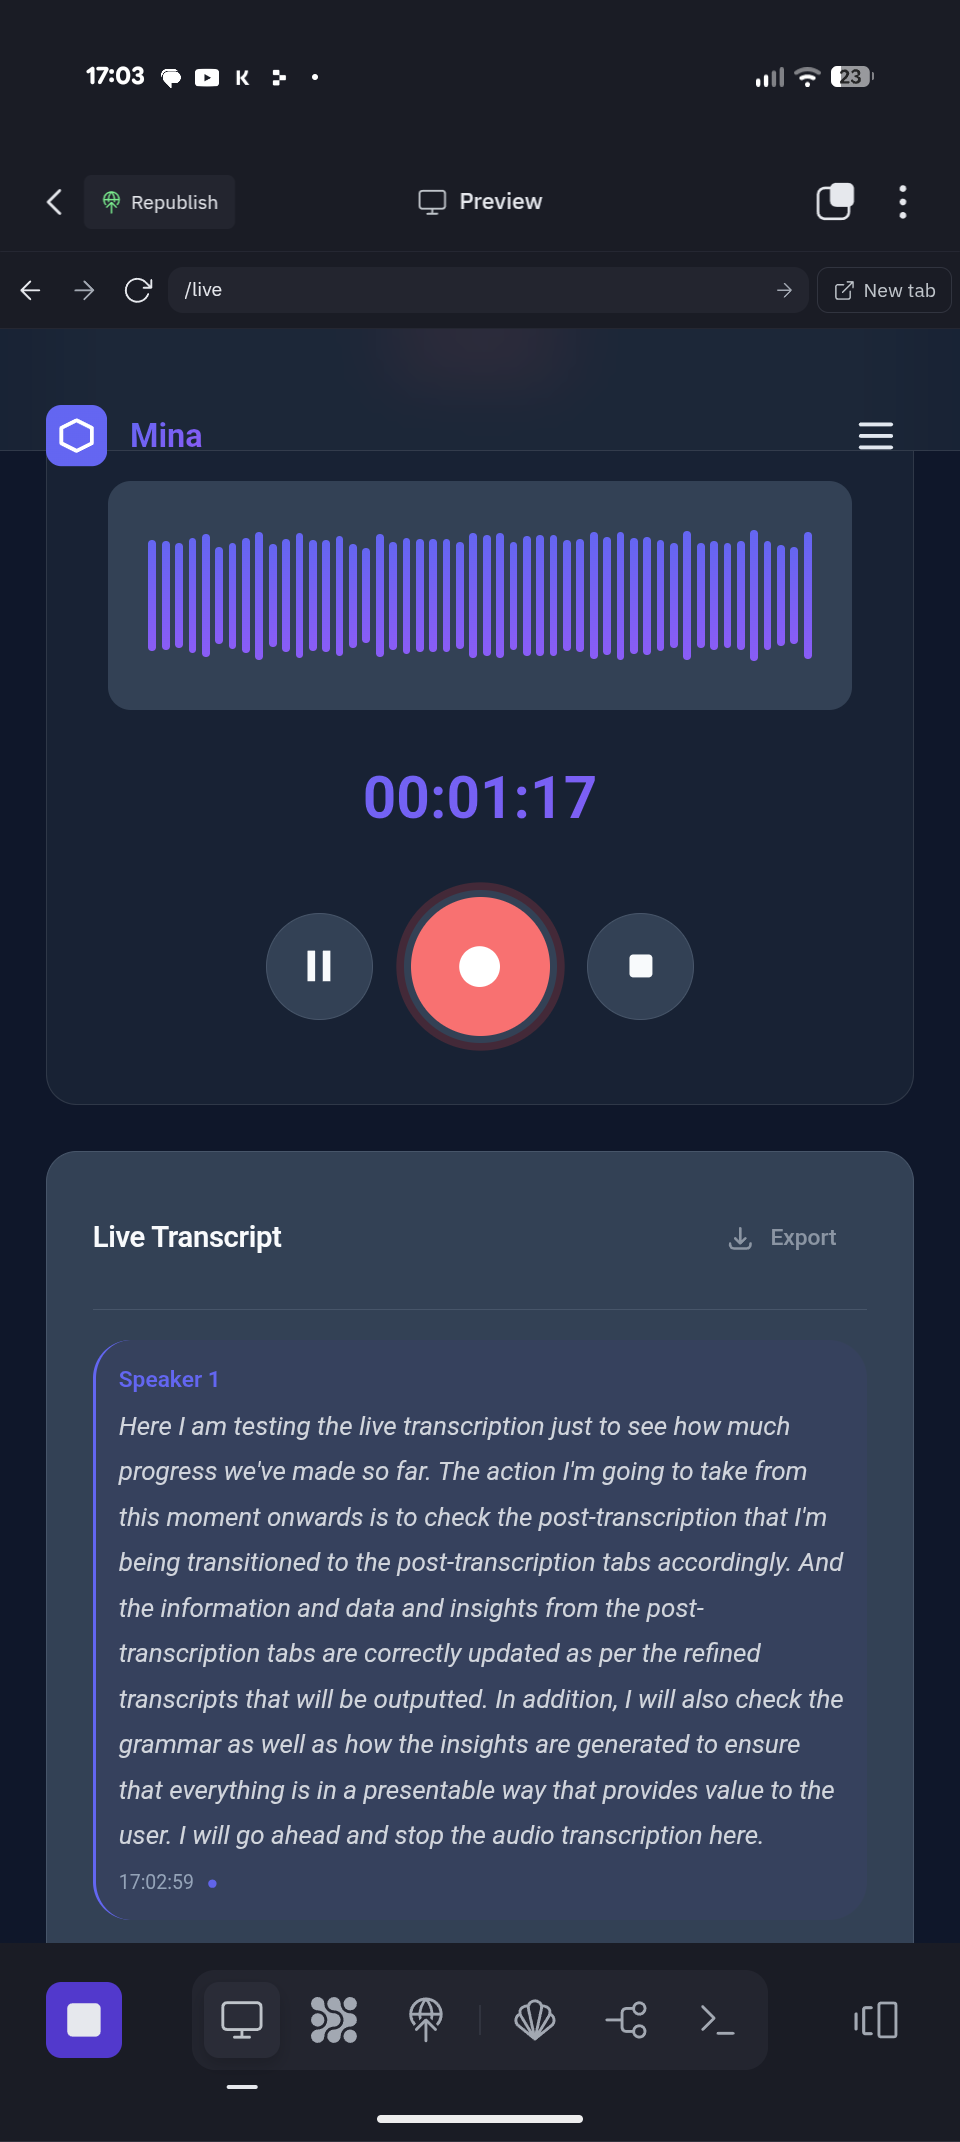 17:03
K
23
Republish
Preview
/live
New tab
Mina
00:01:17
Live Transcript
Export
Speaker 1
Here I am testing the live transcription just to see how much
progress we've made so far. The action I'm going to take from
this moment onwards is to check the post-transcription that I'm
being transitioned to the post-transcription tabs accordingly. And
the information and data and insights from the post-
transcription tabs are correctly updated as per the refined
transcripts that will be outputted. In addition, I will also check the
grammar as well as how the insights are generated to ensure
that everything is in a presentable way that provides value to the
user. I will go ahead and stop the audio transcription here.
17:02:59